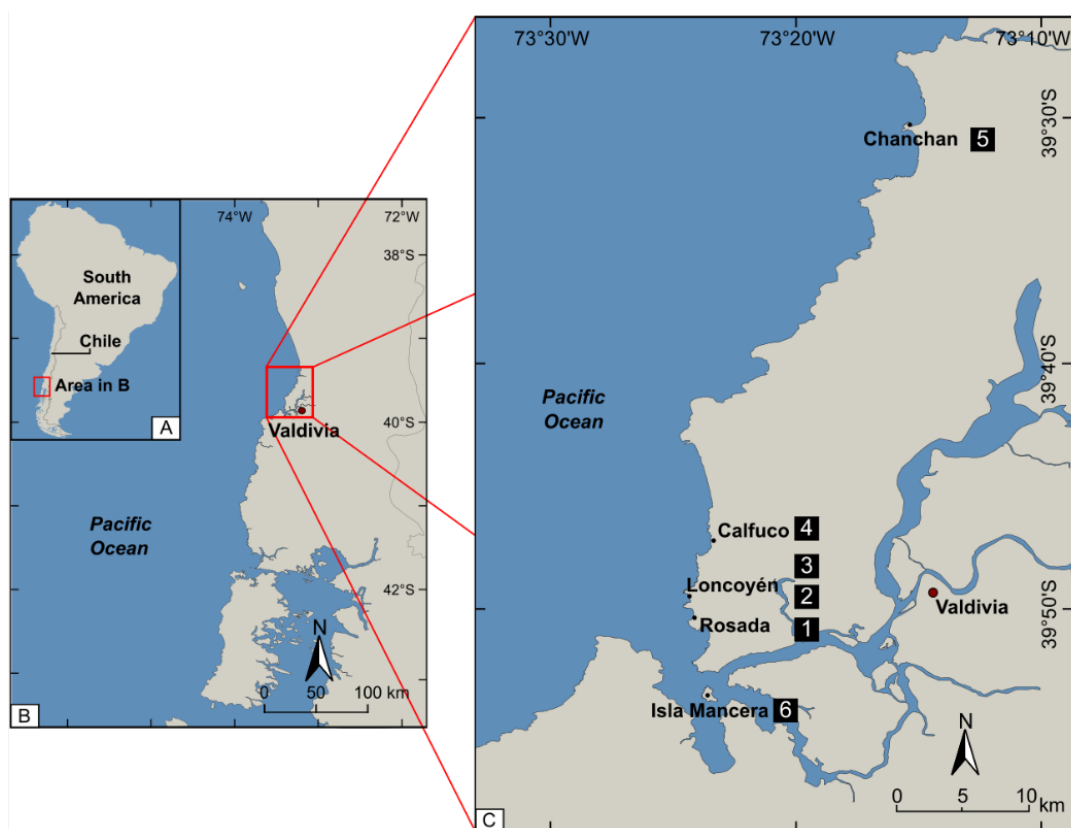 South
America
Chile
Area in B
A
74°W
72°W
38°S
40°S
42°S
Valdivia
Pacific
Ocean
N
0 50 100 km
B
73°30'W
73°20'W
73°10'W
39°30'S
39°40'S
39°50'S
Chanchan 5
Pacific
Ocean
Calfuco 4
3
Loncoyén 2
Rosada 1
Valdivia
Isla Mancera 6
N
0 5 10
km
C